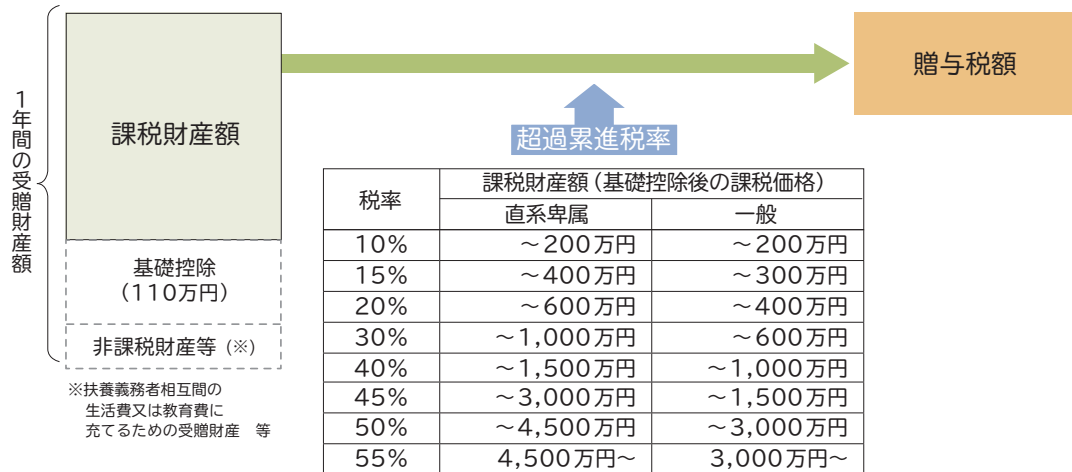 1年間の受贈財産額
課税財産額
基礎控除
（110万円）
非課税財産等（※）
※扶養義務者相互間の
生活費又は教育費に
充てるための受贈財産　等
贈与税額
超過累進税率
税率 課税財産額（基礎控除後の課税価格）
直系卑属 一般
10% ～200万円 ～200万円
15% ～400万円 ～300万円
20% ～600万円 ～400万円
30% ～1,000万円 ～600万円
40% ～1,500万円 ～1,000万円
45% ～3,000万円 ～1,500万円
50% ～4,500万円 ～3,000万円
55% 4,500万円～ 3,000万円～